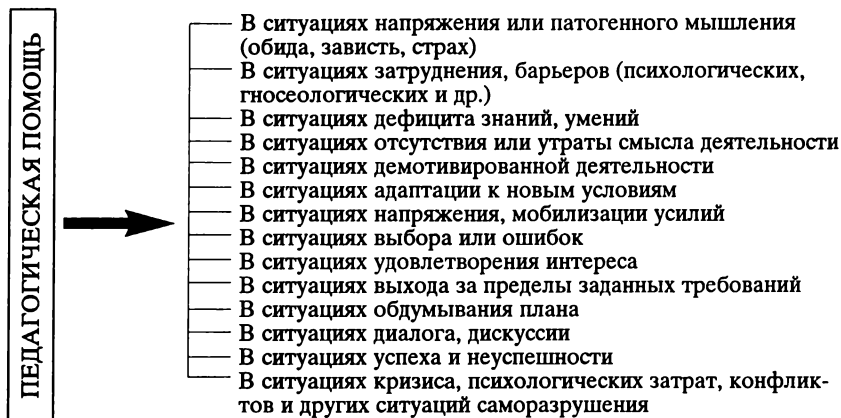 ПЕДАГОГИЧЕСКАЯ ПОМОЩЬ
В ситуациях напряжения или патогенного мышления
(обида, зависть, страх)
В ситуациях затруднения, барьеров (психологических,
гносеологических и др.)
В ситуациях дефицита знаний, умений
В ситуациях отсутствия или утраты смысла деятельности
В ситуациях демотивированной деятельности
В ситуациях адаптации к новым условиям
В ситуациях напряжения, мобилизации усилий
В ситуациях выбора или ошибок
В ситуациях удовлетворения интереса
В ситуациях выхода за пределы заданных требований
В ситуациях обдумывания плана
В ситуациях диалога, дискуссии
В ситуациях успеха и неуспешности
В ситуациях кризиса, психологических затрат, конфлик-
тов и других ситуаций саморазрушения